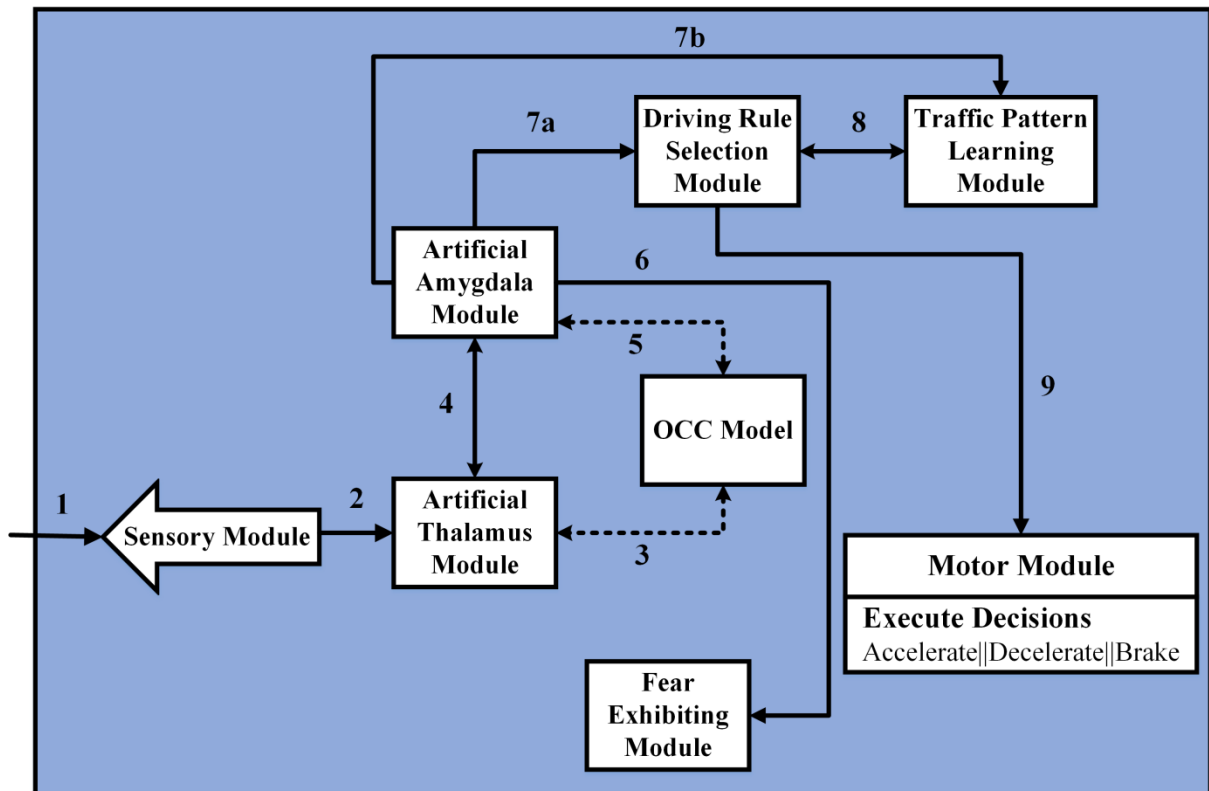 7b
7a
Driving Rule
Selection
Module
8
Traffic Pattern
Learning
Module
Artificial
Amygdala
Module
6
5
4
OCC Model
9
1
Sensory Module
2
Artificial
Thalamus
Module
3
Motor Module
Execute Decisions
Accelerate||Decelerate||Brake
Fear
Exhibiting
Module